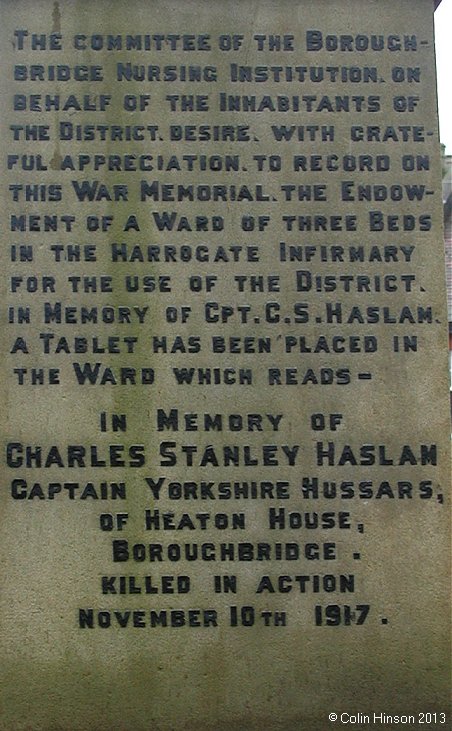 THE COMMITTEE OF THE BOROUGH-
BRIDGE NURSING INSTITUTION. ON
BEHALF OF THE INHABITANTS OF
THE DISTRICT. DESIRE. WITH GRATE-
FUL APPRECIATION. TO RECORD ON
THIS WAR MEMORIAL. THE ENDOW-
MENT OF A WARD OF THREE BEDS
IN THE HARROGATE INFIRMARY
FOR THE USE OF THE DISTRICT.
IN MEMORY OF CPT. C.S. HASLAM.
A TABLET HAS BEEN PLACED IN
THE WARD WHICH READS -
IN MEMORY OF
CHARLES STANLEY HASLAM
CAPTAIN YORKSHIRE HUSSARS,
OF HEATON HOUSE,
BOROUGHBRIDGE .
KILLED IN ACTION
NOVEMBER 10TH 1917 .
© Colin Hinson 2013